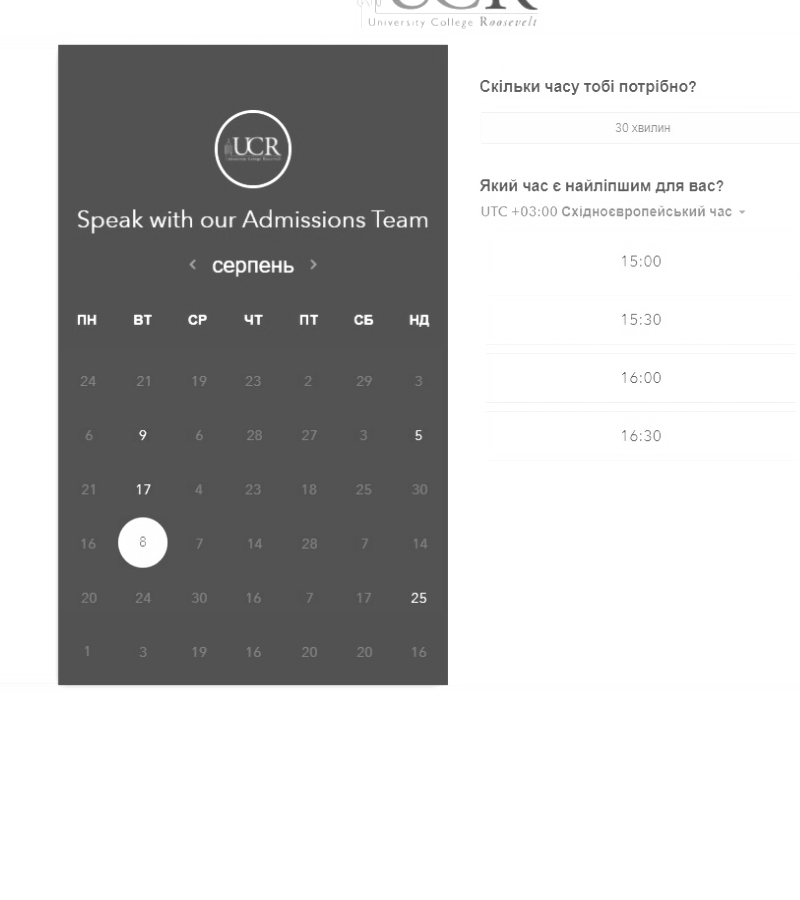 UCR
University College Roosevelt
UCR
Speak with our Admissions Team
серпень
ПН ВТ СР ЧТ ПТ СБ НД
24 21 19 23 2 29 3
6 9 6 28 27 3 5
21 17 4 23 18 25 30
16 8 7 14 28 7 14
20 24 30 16 7 17 25
1 3 19 16 20 20 16
Скільки часу тобі потрібно?
30 хвилин
Який час є найліпшим для вас?
UTC +03:00 Східноєвропейський час
15:00
15:30
16:00
16:30